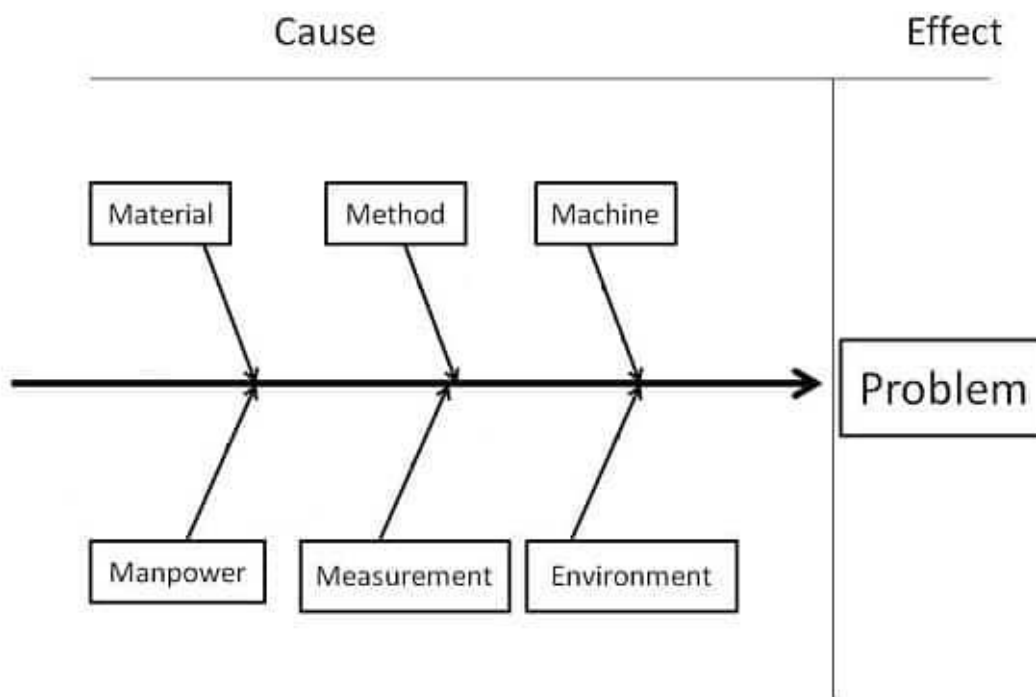 Cause
Effect
Material
Method
Machine
Problem
Manpower
Measurement
Environment